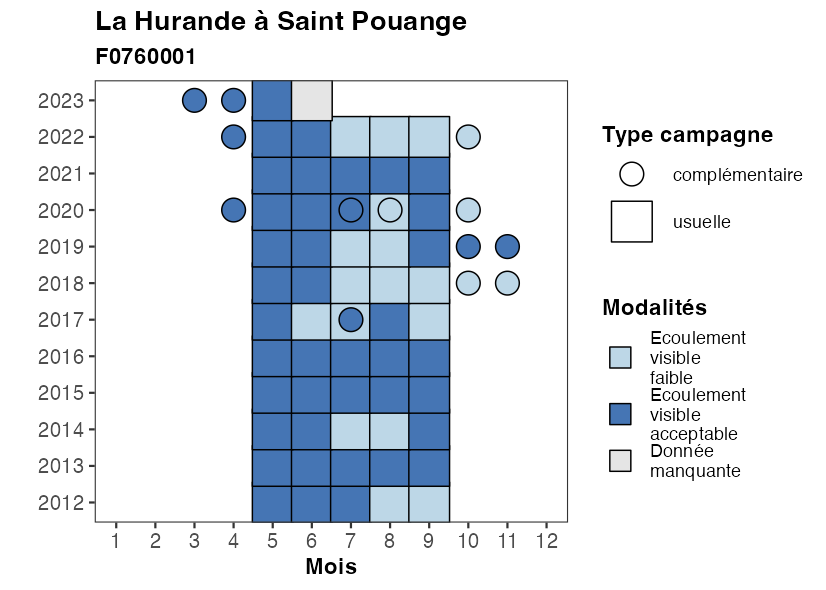 La Hurande à Saint Pouange
F0760001
2023
2022
2021
2020
2019
2018
2017
2016
2015
2014
2013
2012
1 2 3 4 5 6 7 8 9 10 11 12
Mois
Type campagne
complémentaire
usuelle
Modalités
Ecoulement
visible
faible
Ecoulement
visible
acceptable
Donnée
manquante